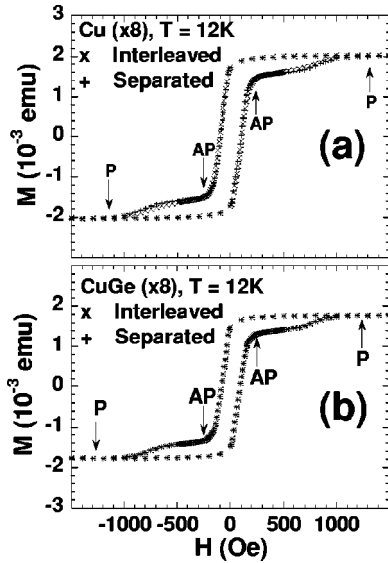 3
Cu (x8), T = 12K
x Interleaved
+ Separated
2
1
0
-1
-2
-3
M (10⁻³ emu)
P
AP
AP
P
(a)
3
CuGe (x8), T = 12K
x Interleaved
+ Separated
2
1
0
-1
-2
-3
M (10⁻³ emu)
P
AP
AP
P
(b)
-1000 -500 0 500 1000
H (Oe)